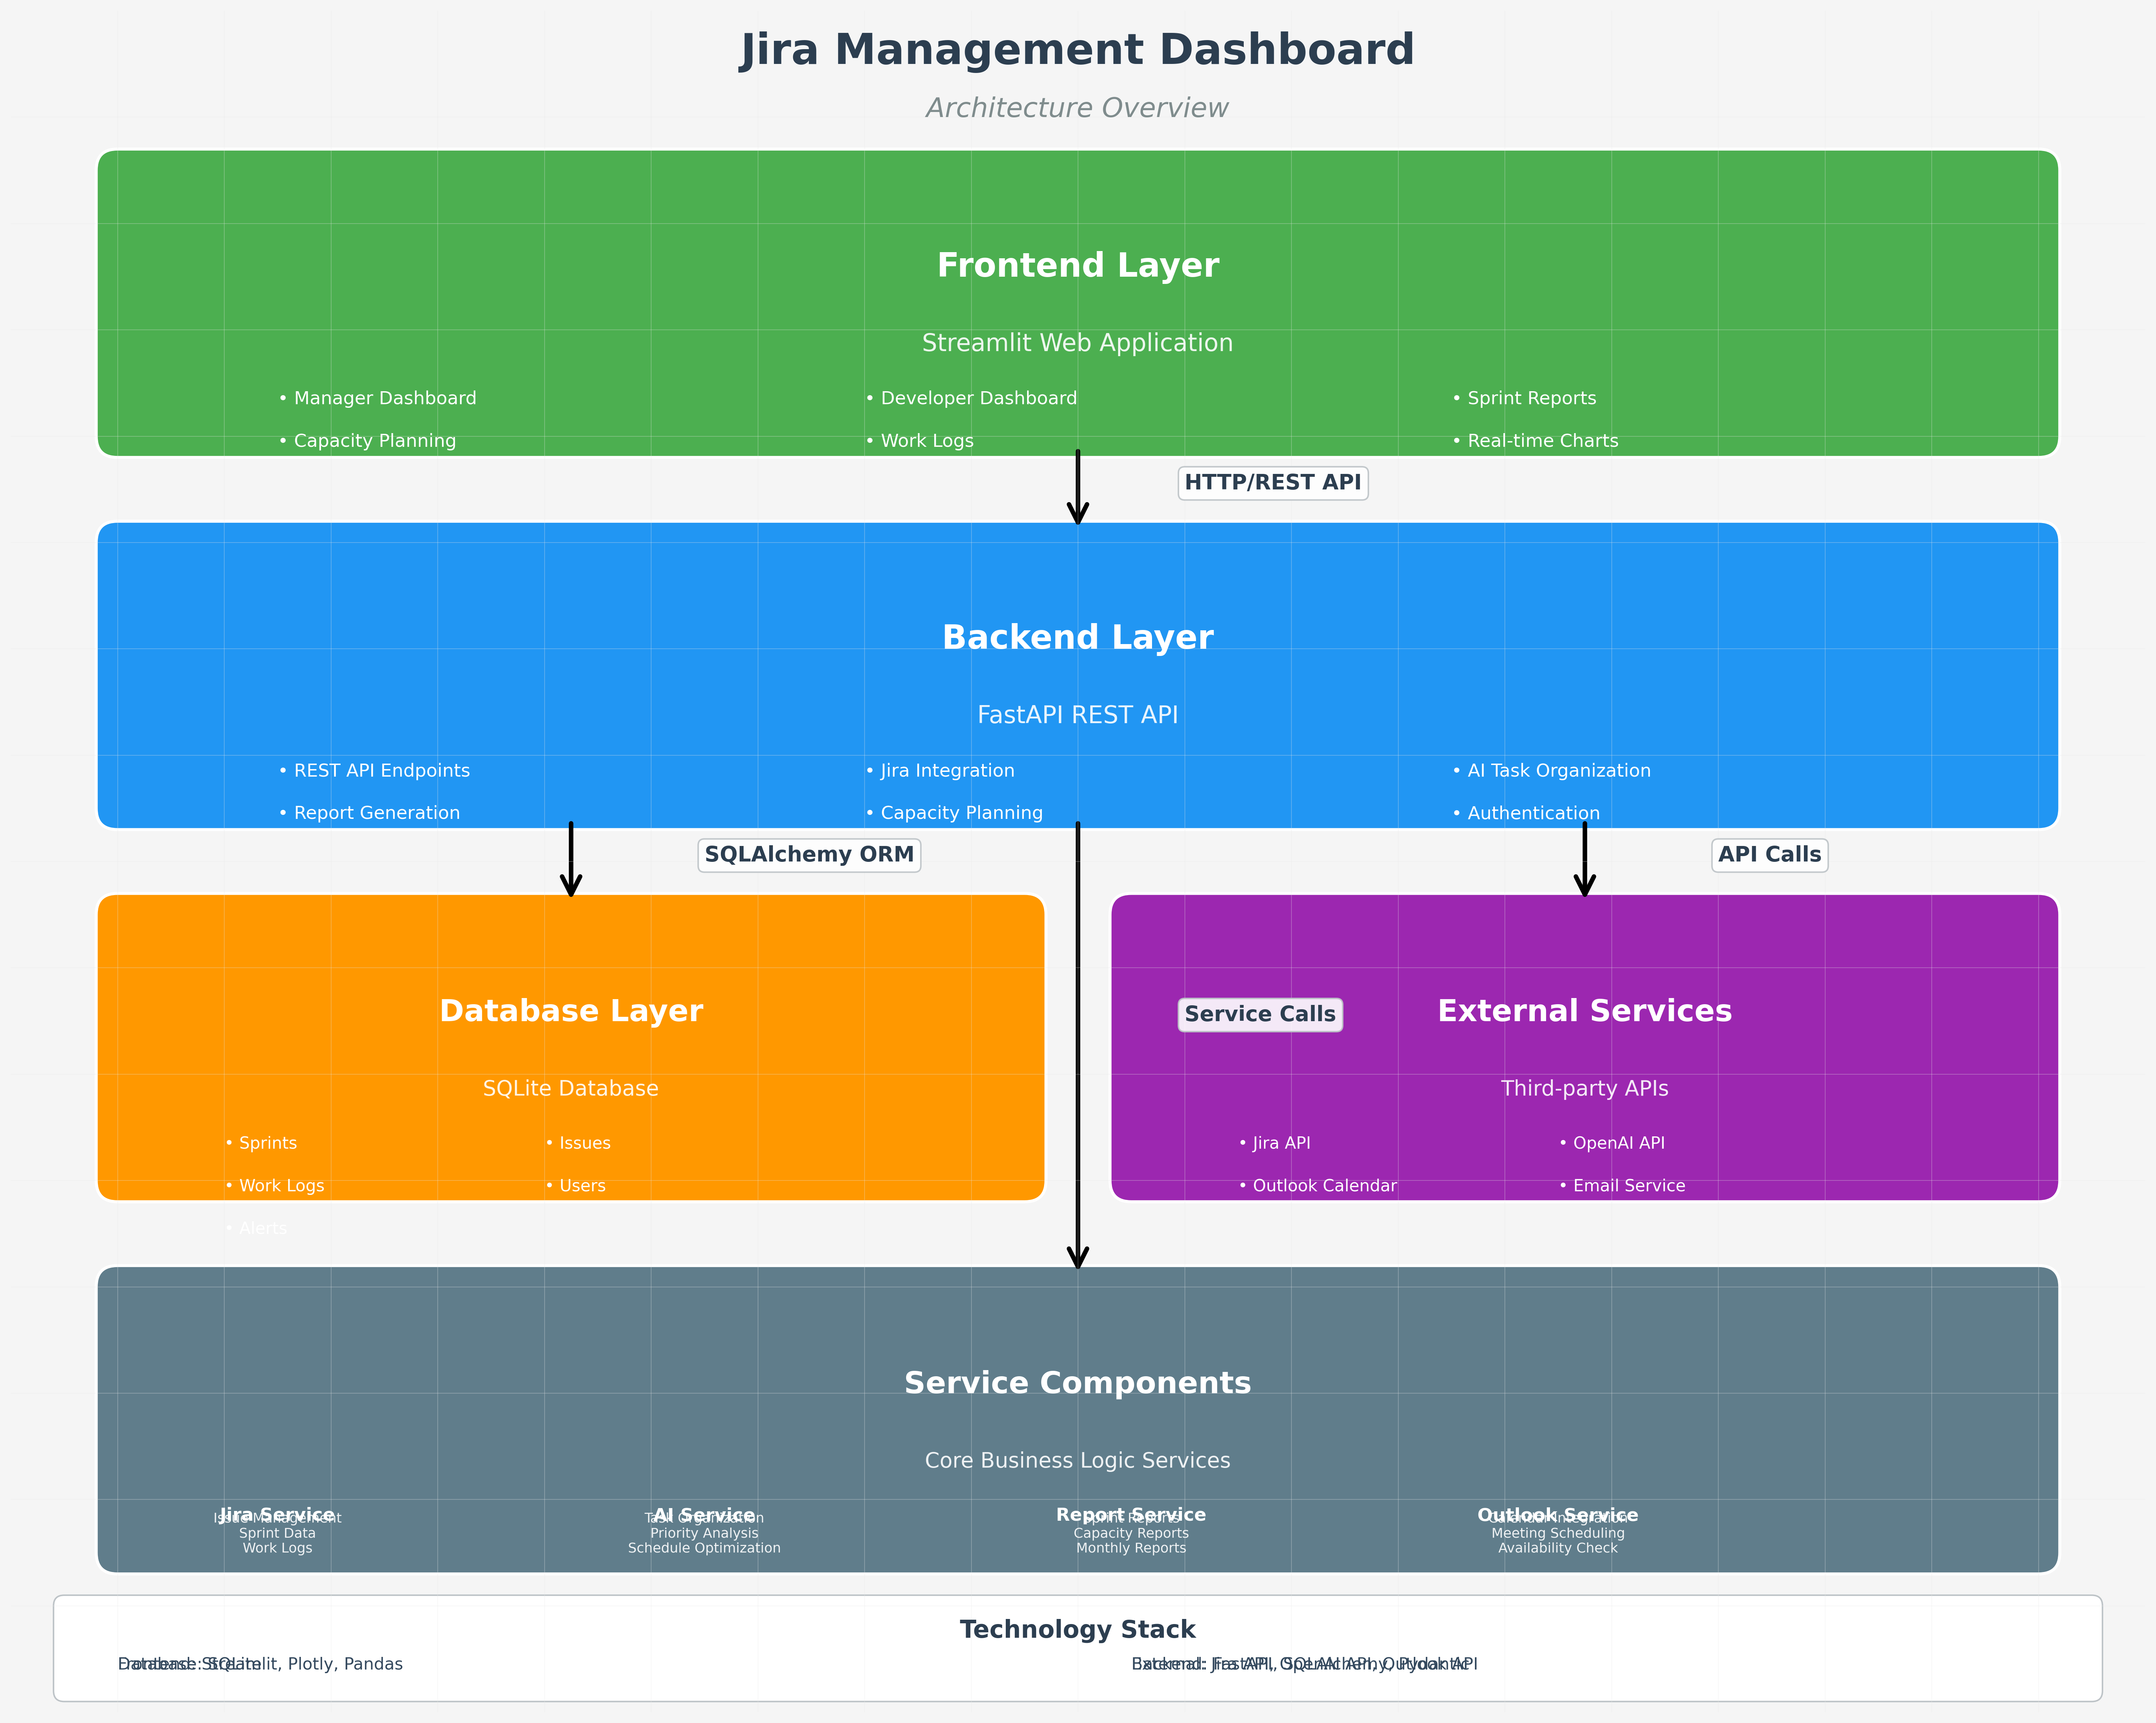 Jira Management Dashboard
Architecture Overview
Frontend Layer
Streamlit Web Application
• Manager Dashboard
• Developer Dashboard
• Sprint Reports
• Capacity Planning
• Work Logs
• Real-time Charts
HTTP/REST API
Backend Layer
FastAPI REST API
• REST API Endpoints
• Jira Integration
• AI Task Organization
• Report Generation
• Capacity Planning
• Authentication
SQLAlchemy ORM
API Calls
Database Layer
SQLite Database
• Sprints
• Issues
• Work Logs
• Users
• Alerts
Service Calls
External Services
Third-party APIs
• Jira API
• OpenAI API
• Outlook Calendar
• Email Service
Service Components
Core Business Logic Services
Jira Service
Issue Management
Sprint Data
Work Logs
AI Service
Task Organization
Priority Analysis
Schedule Optimization
Report Service
Sprint Reports
Capacity Reports
Monthly Reports
Outlook Service
Calendar Integration
Meeting Scheduling
Availability Check
Technology Stack
Frontend: Streamlit, Plotly, Pandas
Database: SQLite
Backend: FastAPI, SQLAlchemy, Pydantic
External: Jira API, OpenAI API, Outlook API